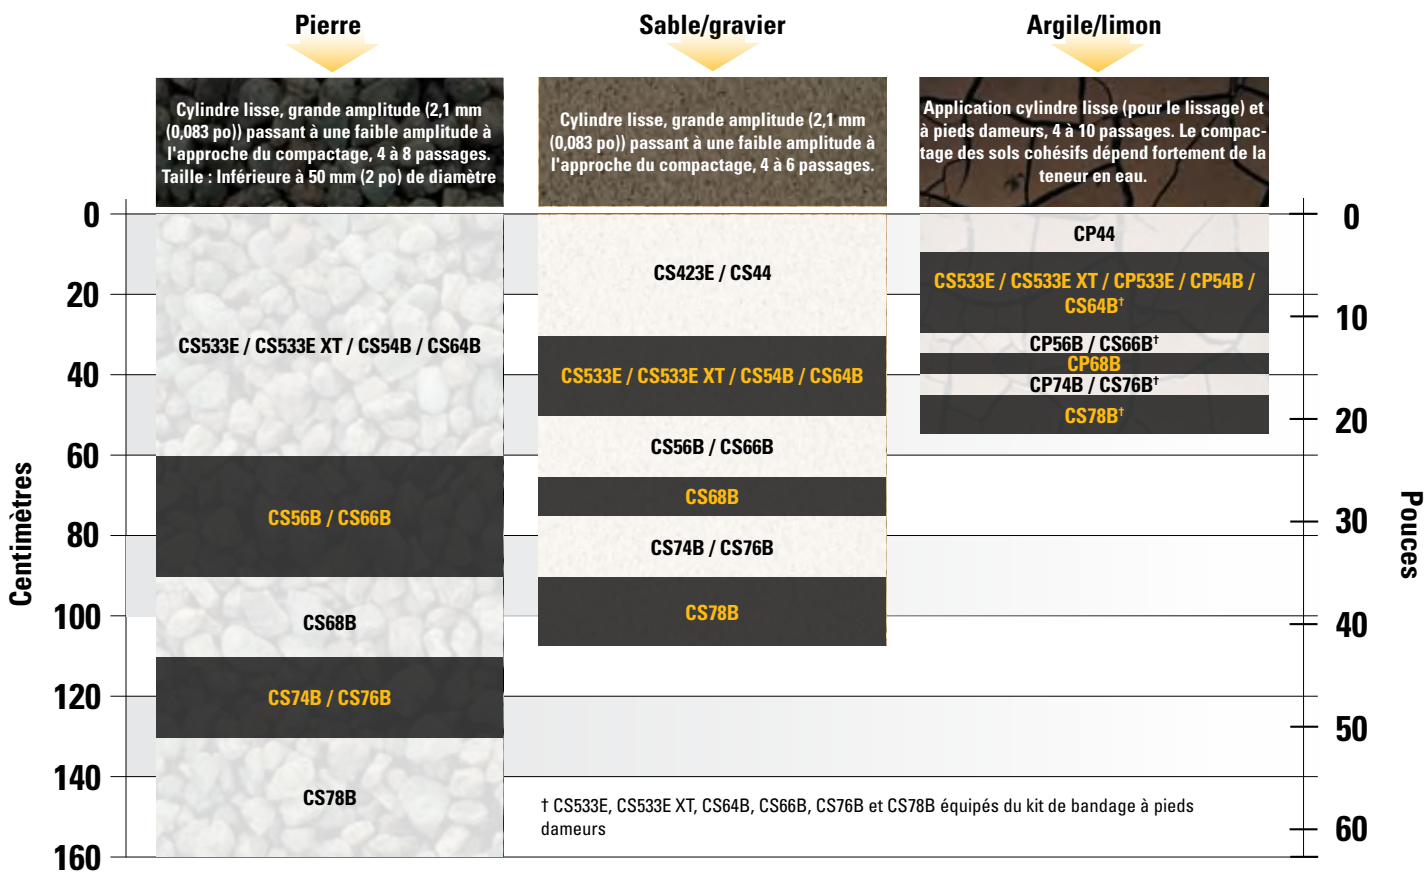 Pierre
Sable/gravier
Argile/limon
Cylindre lisse, grande amplitude (2,1 mm
(0,083 po)) passant à une faible amplitude à
l'approche du compactage, 4 à 8 passages.
Taille : Inférieure à 50 mm (2 po) de diamètre
Cylindre lisse, grande amplitude (2,1 mm
(0,083 po)) passant à une faible amplitude à
l'approche du compactage, 4 à 6 passages.
Application cylindre lisse (pour le lissage) et
à pieds dameurs, 4 à 10 passages. Le compac-
tage des sols cohésifs dépend fortement de la
teneur en eau.
Centimètres
0
20
40
60
80
100
120
140
160
CS533E / CS533E XT / CS54B / CS64B
CS56B / CS66B
CS68B
CS74B / CS76B
CS78B
CS423E / CS44
CS533E / CS533E XT / CS54B / CS64B
CS56B / CS66B
CS68B
CS74B / CS76B
CS78B
CP44
CS533E / CS533E XT / CP533E / CP54B /
CS64B†
CP56B / CS66B†
CP68B
CP74B / CS76B†
CS78B†
0
10
20
30
40
50
60
Pouces
† CS533E, CS533E XT, CS64B, CS66B, CS76B et CS78B équipés du kit de bandage à pieds
dameurs